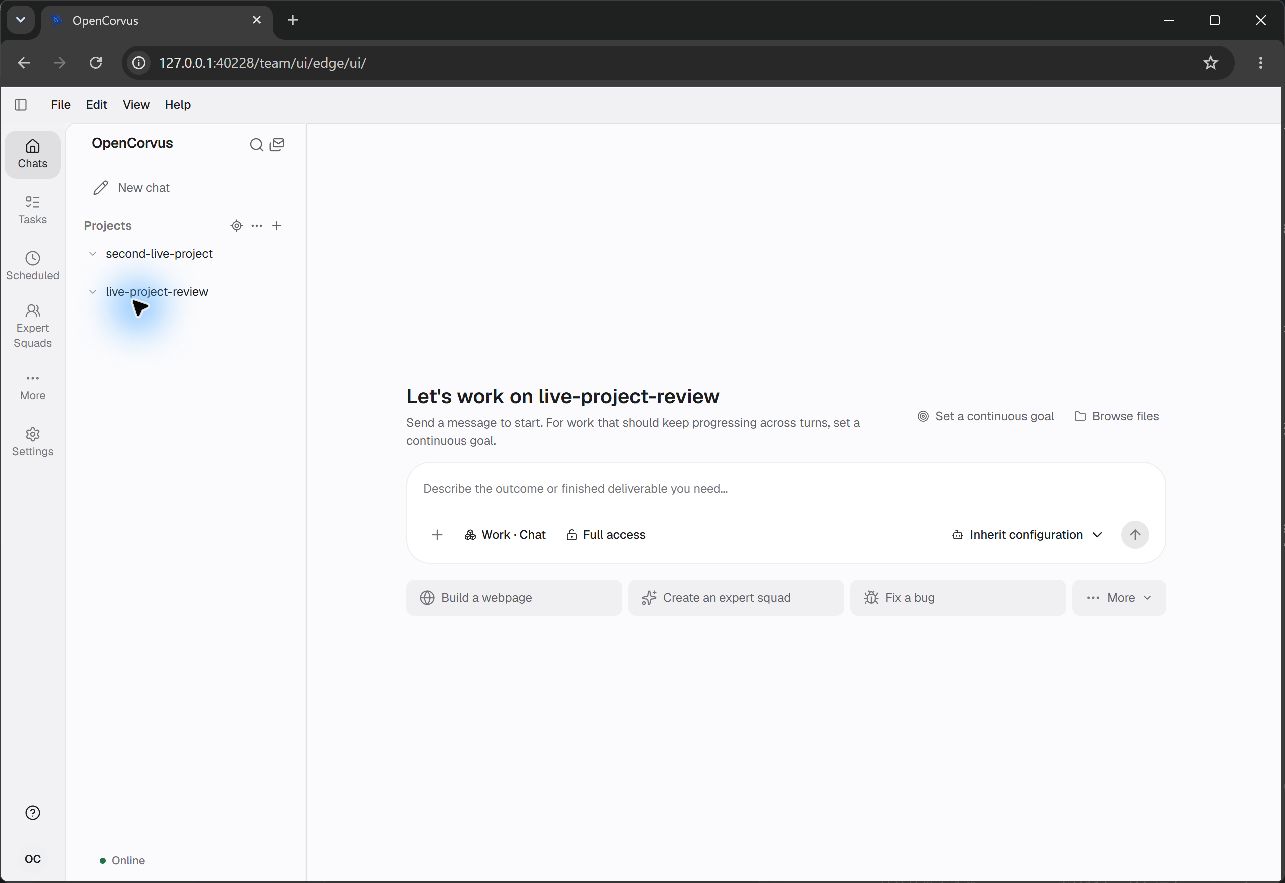 OpenCorvus
127.0.0.1:40228/team/ui/edge/ui/
File Edit View Help
Chats
Tasks
Scheduled
Expert
Squads
More
Settings
OC
OpenCorvus
New chat
Projects
second-live-project
live-project-review
Online
Let's work on live-project-review
Send a message to start. For work that should keep progressing across turns, set a
continuous goal.
Set a continuous goal
Browse files
Describe the outcome or finished deliverable you need...
Work · Chat
Full access
Inherit configuration
Build a webpage
Create an expert squad
Fix a bug
More